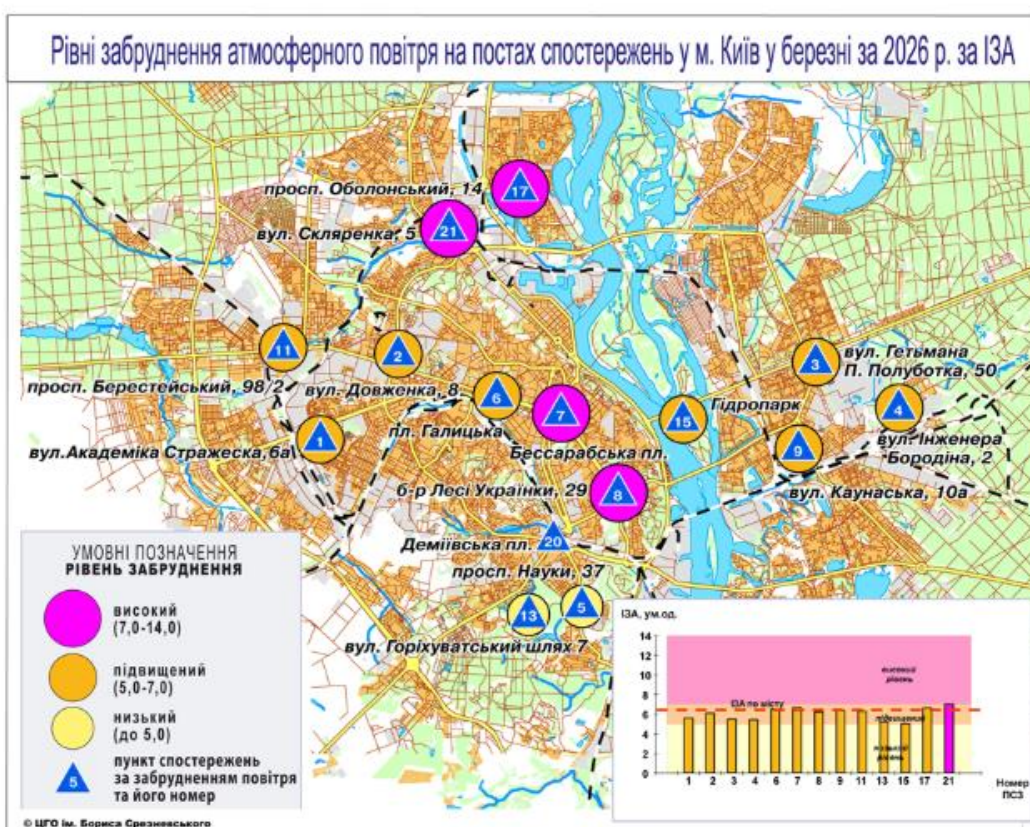 Рівні забруднення атмосферного повітря на постах спостережень у м. Київ у березні за 2026 р. за ІЗА
просп. Оболонський, 14
17
вул. Скляренка, 5
21
11
просп. Берестейський, 98/2
2
вул. Довженка, 8
3
вул. Гетьмана
П. Полуботка, 50
6
пл. Галицька
7
Бессарабська пл.
15
Гідропарк
4
вул. Інженера
Бородіна, 2
1
вул.Академіка Стражеска, 6а
9
вул. Каунаська, 10а
б-р Лесі Українки, 29
8
Деміївська пл.
20
просп. Науки, 37
5
13
вул. Горіхуватський шлях 7
УМОВНІ ПОЗНАЧЕННЯ
РІВЕНЬ ЗАБРУДНЕННЯ
високий
(7,0-14,0)
підвищений
(5,0-7,0)
низький
(до 5,0)
5
пункт спостережень
за забрудненням повітря
та його номер
ІЗА, ум.од.
14
12
10
8
6
4
2
0
високий
рівень
ІЗА по місту
підвищений
низький
рівень
1 2 3 4 6 7 8 9 11 13 15 17 21
Номер
ПСЗ
© ЦГО ім. Бориса Срезневського